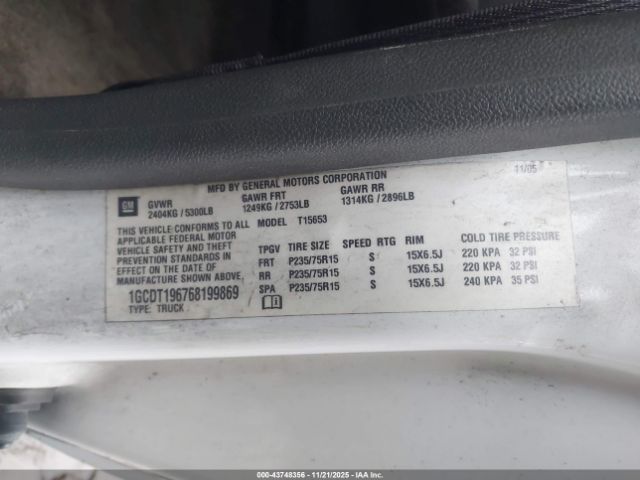 MFD BY GENERAL MOTORS CORPORATION 11/05
GM GVWR GAWR FRT GAWR RR
2404KG / 5300LB 1249KG / 2753LB 1314KG / 2896LB
THIS VEHICLE CONFORMS TO ALL MODEL T15653
APPLICABLE FEDERAL MOTOR
VEHICLE SAFETY AND THEFT
PREVENTION STANDARDS
IN EFFECT ON THE DATE OF
MANUFACTURE SHOWN ABOVE.
1GCDT196768199869
TYPE: TRUCK
TPGV TIRE SIZE SPEED RTG RIM COLD TIRE PRESSURE
FRT P235/75R15 S 15X6.5J 220 KPA 32 PSI
RR P235/75R15 S 15X6.5J 220 KPA 32 PSI
SPA P235/75R15 S 15X6.5J 240 KPA 35 PSI
000-43748356 - 11/21/2025 - IAAI.COM